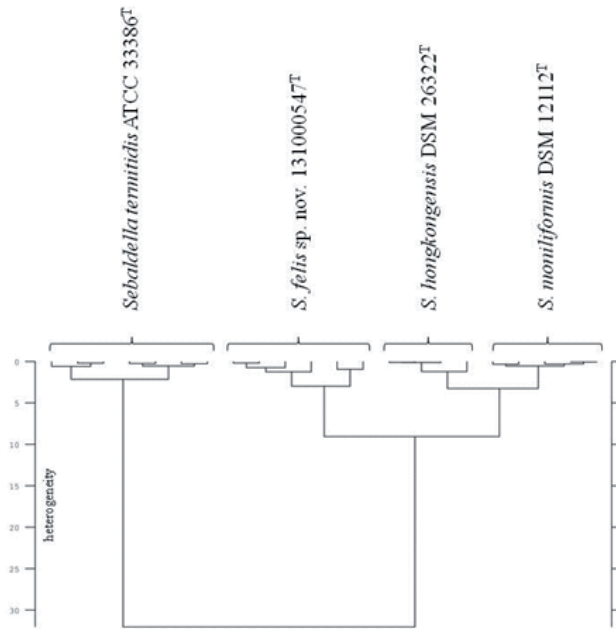 Sebaldella termitidis ATCC 33386ᵀ
S. felis sp. nov. 131000547ᵀ
S. hongkongensis DSM 26322ᵀ
S. moniliformis DSM 12112ᵀ
0
5
10
15
20
25
30
heterogeneity